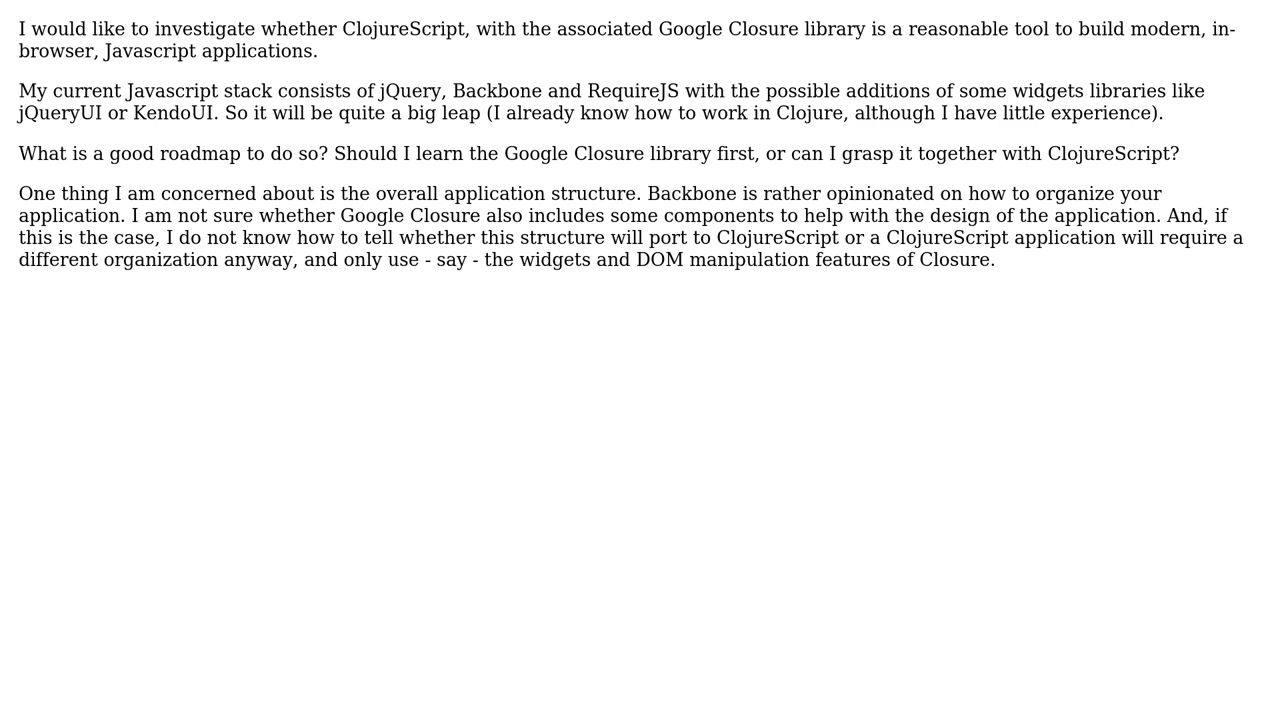 I would like to investigate whether ClojureScript, with the associated Google Closure library is a reasonable tool to build modern, in-
browser, Javascript applications.
My current Javascript stack consists of jQuery, Backbone and RequireJS with the possible additions of some widgets libraries like
jQueryUI or KendoUI. So it will be quite a big leap (I already know how to work in Clojure, although I have little experience).
What is a good roadmap to do so? Should I learn the Google Closure library first, or can I grasp it together with ClojureScript?
One thing I am concerned about is the overall application structure. Backbone is rather opinionated on how to organize your
application. I am not sure whether Google Closure also includes some components to help with the design of the application. And, if
this is the case, I do not know how to tell whether this structure will port to ClojureScript or a ClojureScript application will require a
different organization anyway, and only use - say - the widgets and DOM manipulation features of Closure.